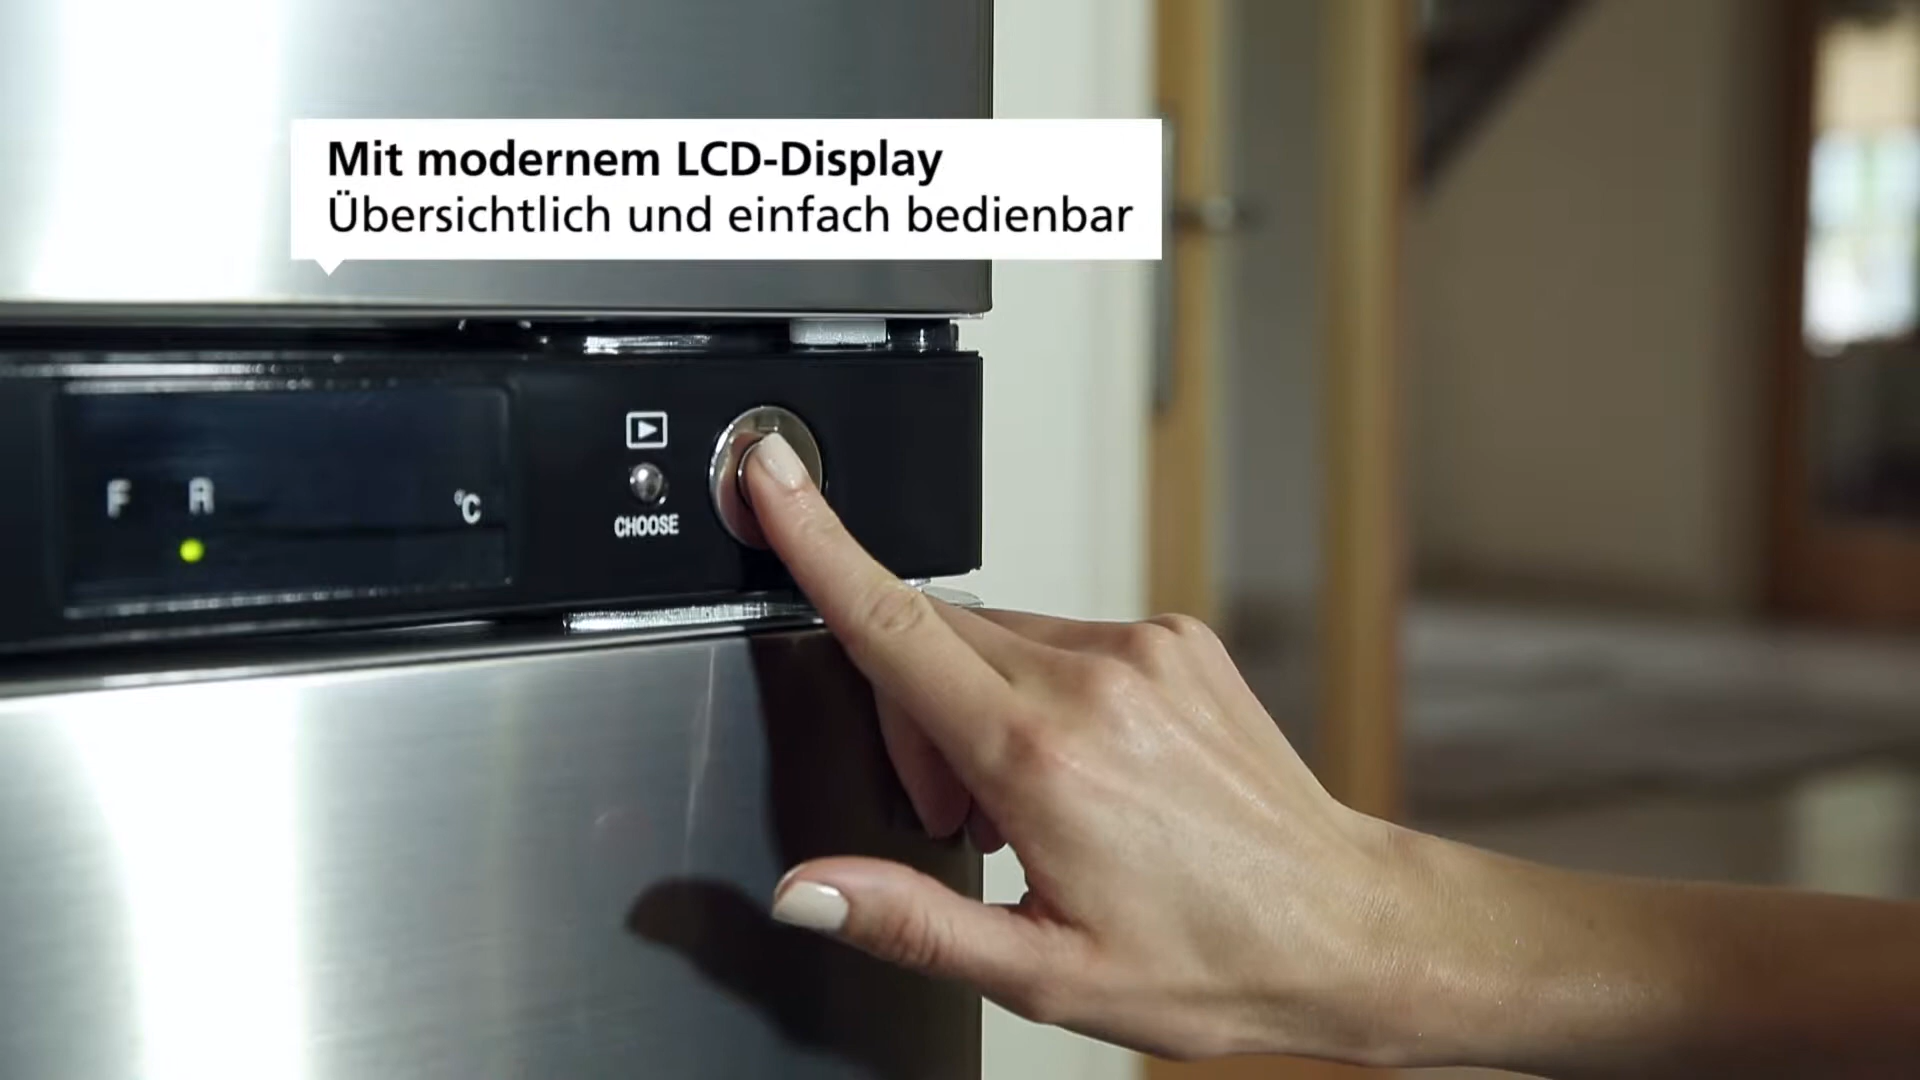 Mit modernem LCD-Display
Übersichtlich und einfach bedienbar
F R °C
CHOOSE